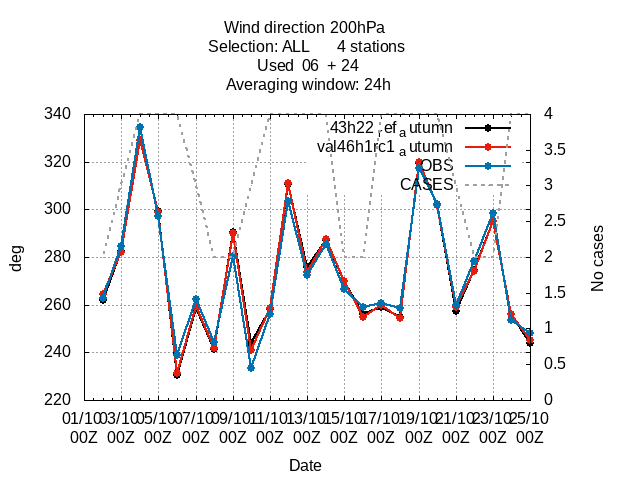 Wind direction 200hPa
Selection: ALL 4 stations
Used 06 + 24
Averaging window: 24h
340
320
300
280
260
240
220
deg
4
3.5
3
2.5
2
1.5
1
0.5
0
No cases
43h22_ref_autumn
val46h1rc1_autumn
OBS
CASES
01/10 03/10 05/10 07/10 09/10 11/10 13/10 15/10 17/10 19/10 21/10 23/10 25/10
00Z 00Z 00Z 00Z 00Z 00Z 00Z 00Z 00Z 00Z 00Z 00Z 00Z
Date